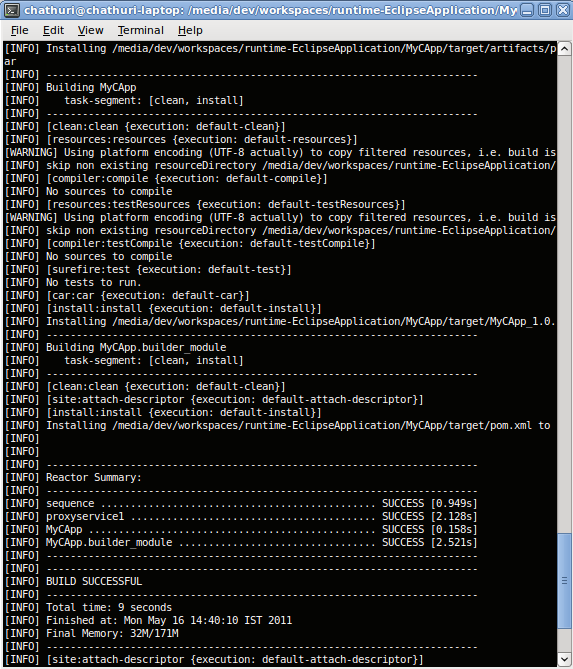 chathuri@chathuri-laptop: /media/dev/workspaces/runtime-EclipseApplication/My
File Edit View Terminal Help
[INFO] Installing /media/dev/workspaces/runtime-EclipseApplication/MyCApp/target/artifacts/p
ar
[INFO] ------------------------------------------------------------------------
[INFO] Building MyCApp
[INFO]    task-segment: [clean, install]
[INFO] ------------------------------------------------------------------------
[INFO] [clean:clean {execution: default-clean}]
[INFO] [resources:resources {execution: default-resources}]
[WARNING] Using platform encoding (UTF-8 actually) to copy filtered resources, i.e. build is
[INFO] skip non existing resourceDirectory /media/dev/workspaces/runtime-EclipseApplication/
[INFO] [compiler:compile {execution: default-compile}]
[INFO] No sources to compile
[INFO] [resources:testResources {execution: default-testResources}]
[WARNING] Using platform encoding (UTF-8 actually) to copy filtered resources, i.e. build is
[INFO] skip non existing resourceDirectory /media/dev/workspaces/runtime-EclipseApplication/
[INFO] [compiler:testCompile {execution: default-testCompile}]
[INFO] No sources to compile
[INFO] [surefire:test {execution: default-test}]
[INFO] No tests to run.
[INFO] [car:car {execution: default-car}]
[INFO] [install:install {execution: default-install}]
[INFO] Installing /media/dev/workspaces/runtime-EclipseApplication/MyCApp/target/MyCApp_1.0.
[INFO] ------------------------------------------------------------------------
[INFO] Building MyCApp.builder_module
[INFO]    task-segment: [clean, install]
[INFO] ------------------------------------------------------------------------
[INFO] [clean:clean {execution: default-clean}]
[INFO] [site:attach-descriptor {execution: default-attach-descriptor}]
[INFO] [install:install {execution: default-install}]
[INFO] Installing /media/dev/workspaces/runtime-EclipseApplication/MyCApp/target/pom.xml to
[INFO]
[INFO]
[INFO] ------------------------------------------------------------------------
[INFO] Reactor Summary:
[INFO] ------------------------------------------------------------------------
[INFO] sequence ............................................ SUCCESS [0.949s]
[INFO] proxyservice1 ....................................... SUCCESS [2.128s]
[INFO] MyCApp .............................................. SUCCESS [0.158s]
[INFO] MyCApp.builder_module ............................... SUCCESS [2.521s]
[INFO] ------------------------------------------------------------------------
[INFO] ------------------------------------------------------------------------
[INFO] BUILD SUCCESSFUL
[INFO] ------------------------------------------------------------------------
[INFO] Total time: 9 seconds
[INFO] Finished at: Mon May 16 14:40:10 IST 2011
[INFO] Final Memory: 32M/171M
[INFO] ------------------------------------------------------------------------
[INFO] [site:attach-descriptor {execution: default-attach-descriptor}]